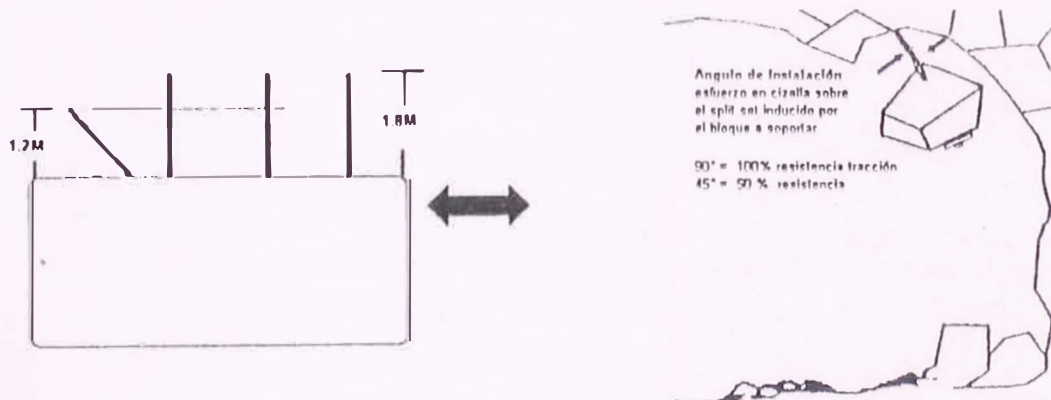 1.2M
1.8M
Angulo de Instalación
esfuerzo en cizalla sobre
el split set inducido por
el bloque a soportar
90° = 100% resistencia tracción
45° = 50 % resistencia